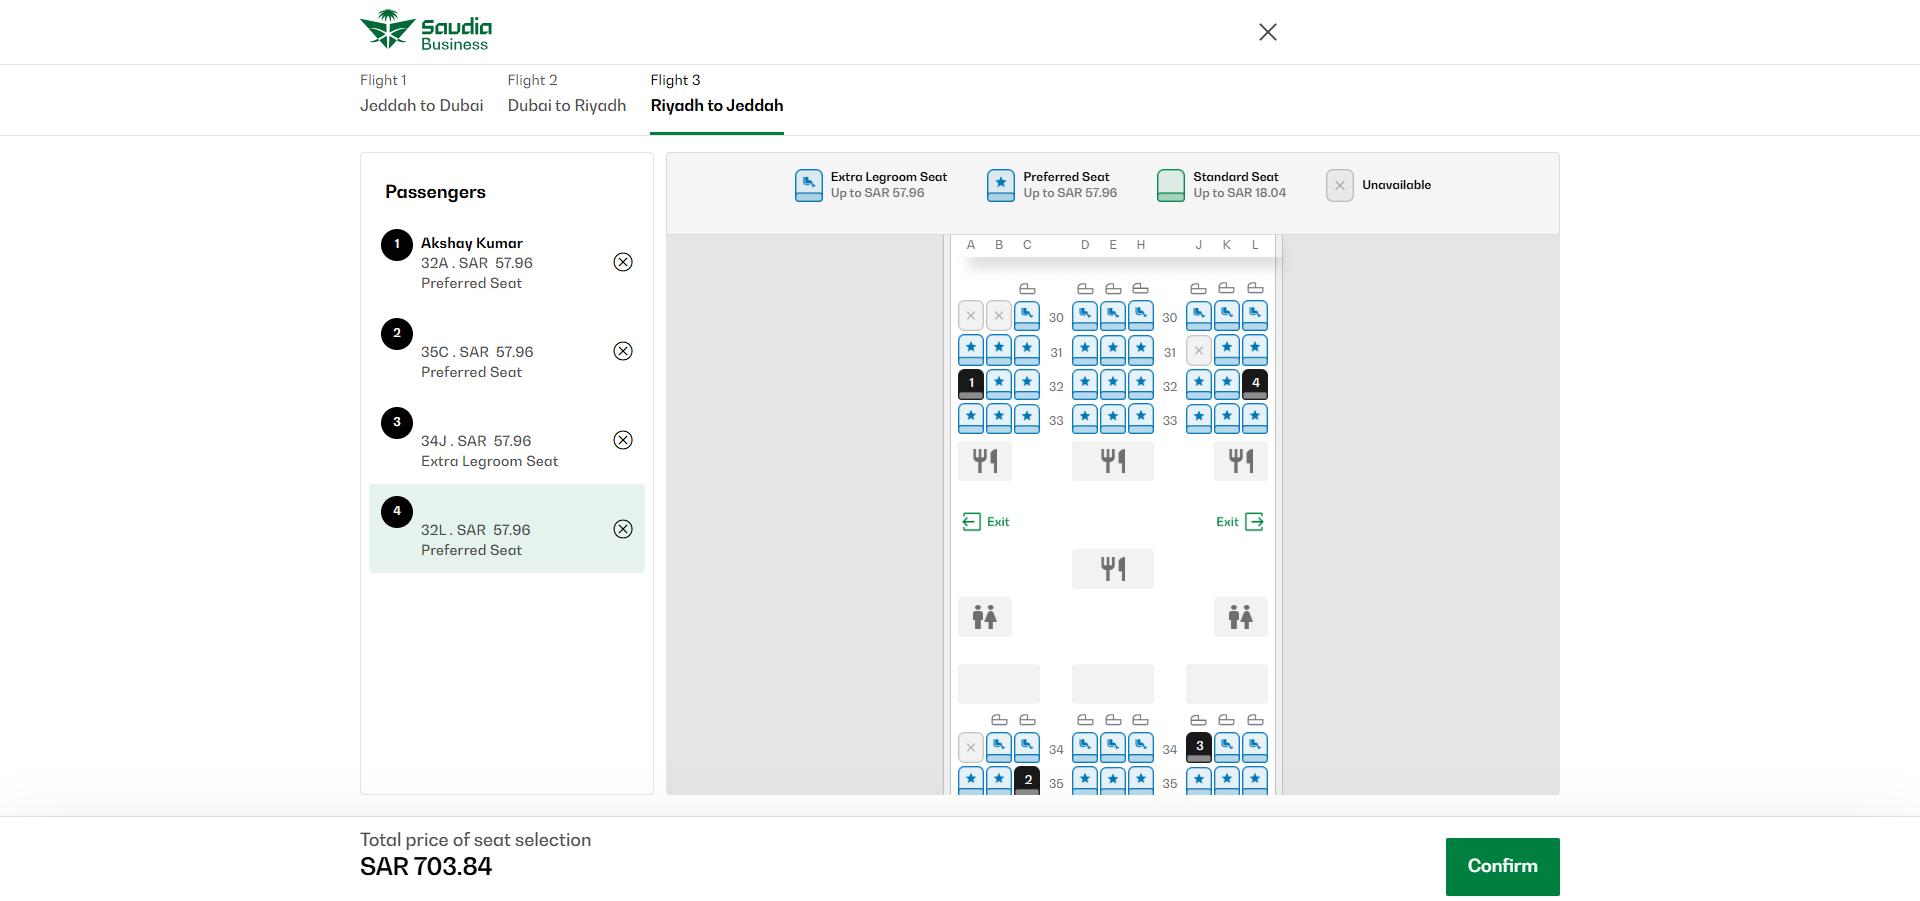 Saudia
Business
Flight 1
Jeddah to Dubai
Flight 2
Dubai to Riyadh
Flight 3
Riyadh to Jeddah
Passengers
1
Akshay Kumar
32A . SAR 57.96
Preferred Seat
2
35C . SAR 57.96
Preferred Seat
3
34J . SAR 57.96
Extra Legroom Seat
4
32L . SAR 57.96
Preferred Seat
Extra Legroom Seat
Up to SAR 57.96
Preferred Seat
Up to SAR 57.96
Standard Seat
Up to SAR 18.04
Unavailable
A B C D E H J K L
30 30
31 31
1 32 32 4
33 33
Exit Exit
34 34 3
2 35 35
Total price of seat selection
SAR 703.84
Confirm